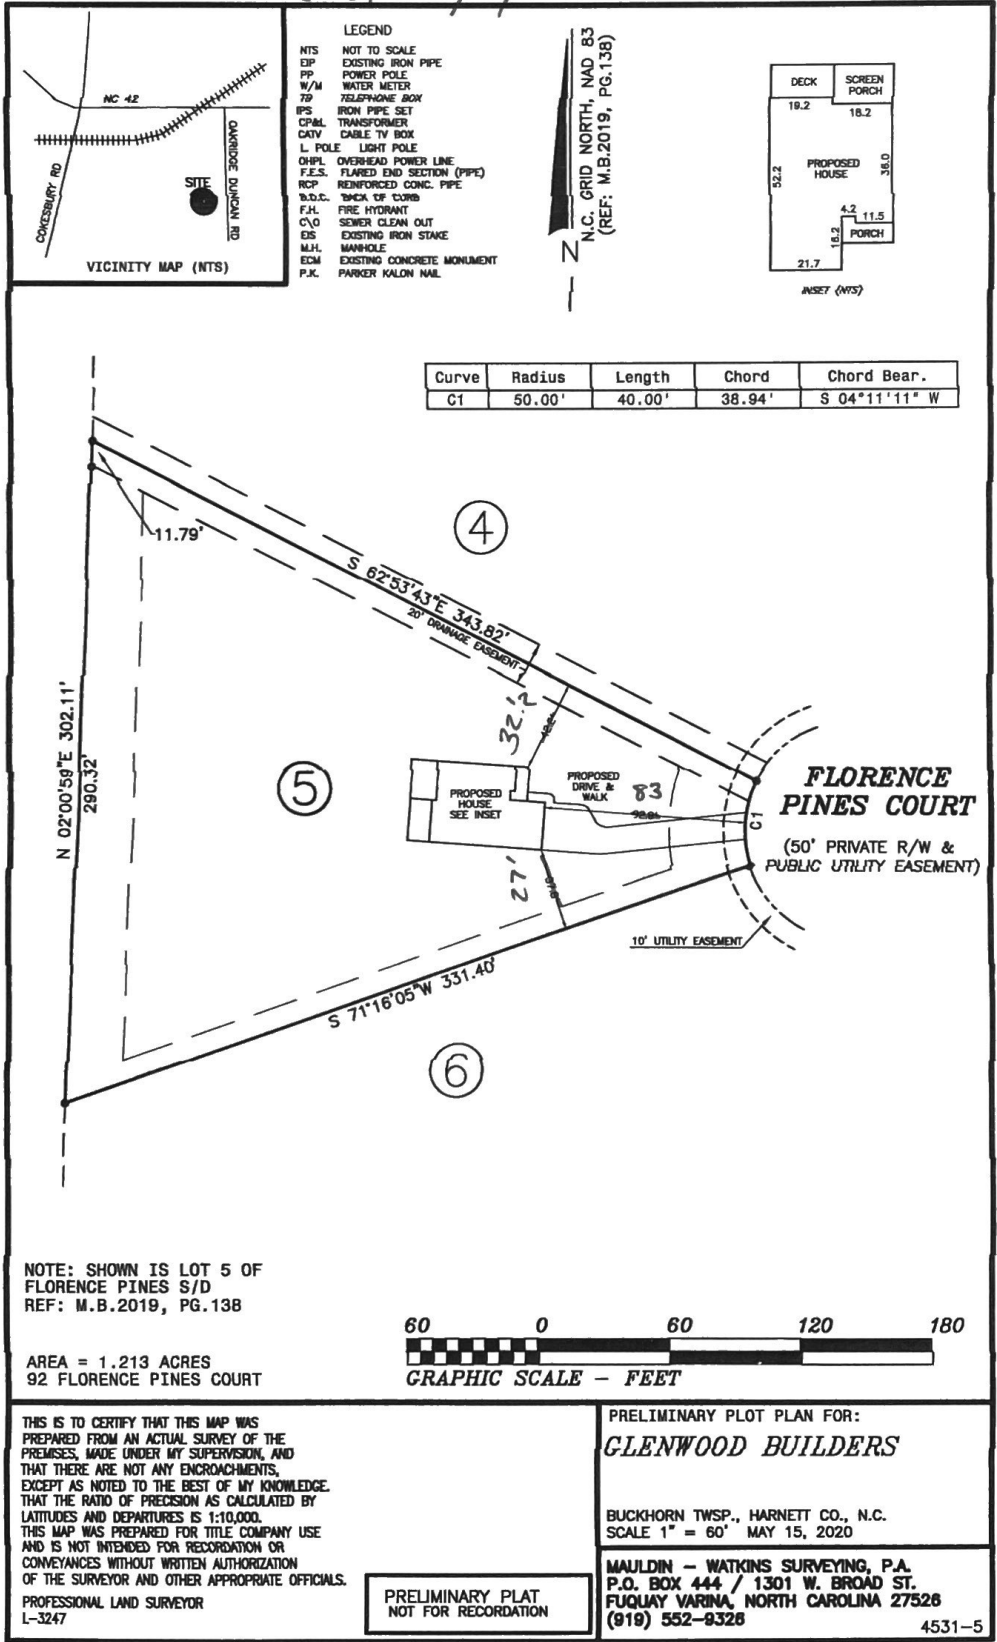 LEGEND
NTS NOT TO SCALE
EIP EXISTING IRON PIPE
PP POWER POLE
W/M WATER METER
TB TELEPHONE BOX
IPS IRON PIPE SET
CP&L TRANSFORMER
CATV CABLE TV BOX
L POLE LIGHT POLE
OHPL OVERHEAD POWER LINE
F.E.S. FLARED END SECTION (PIPE)
RCP REINFORCED CONC. PIPE
B.O.C. BACK OF CURB
F.H. FIRE HYDRANT
C\O SEWER CLEAN OUT
EIS EXISTING IRON STAKE
M.H. MANHOLE
ECM EXISTING CONCRETE MONUMENT
P.K. PARKER KALON NAIL
NC 42
COKESBURY RD
OAKRIDGE DUNCAN RD
SITE
VICINITY MAP (NTS)
N.C. GRID NORTH, NAD 83
(REF: M.B.2019, PG.138)
N
DECK
SCREEN
PORCH
19.2
18.2
52.2
PROPOSED
HOUSE
36.0
4.2
11.5
16.2
PORCH
21.7
INSET (NTS)
Curve Radius Length Chord Chord Bear.
C1 50.00' 40.00' 38.94' S 04°11'11" W
11.79'
4
S 62°53'43"E 343.82'
20' DRAINAGE EASEMENT
32.'2
N 02°00'59"E 302.11'
290.32'
5
PROPOSED
HOUSE
SEE INSET
PROPOSED
DRIVE &
WALK
83
C1
FLORENCE
PINES COURT
(50' PRIVATE R/W &
PUBLIC UTILITY EASEMENT)
27'
10' UTILITY EASEMENT
S 71°16'05"W 331.40'
6
NOTE: SHOWN IS LOT 5 OF
FLORENCE PINES S/D
REF: M.B.2019, PG.138
AREA = 1.213 ACRES
92 FLORENCE PINES COURT
60 0 60 120 180
GRAPHIC SCALE - FEET
THIS IS TO CERTIFY THAT THIS MAP WAS
PREPARED FROM AN ACTUAL SURVEY OF THE
PREMISES, MADE UNDER MY SUPERVISION, AND
THAT THERE ARE NOT ANY ENCROACHMENTS,
EXCEPT AS NOTED TO THE BEST OF MY KNOWLEDGE.
THAT THE RATIO OF PRECISION AS CALCULATED BY
LATITUDES AND DEPARTURES IS 1:10,000.
THIS MAP WAS PREPARED FOR TITLE COMPANY USE
AND IS NOT INTENDED FOR RECORDATION OR
CONVEYANCES WITHOUT WRITTEN AUTHORIZATION
OF THE SURVEYOR AND OTHER APPROPRIATE OFFICIALS.
PROFESSIONAL LAND SURVEYOR
L-3247
PRELIMINARY PLAT
NOT FOR RECORDATION
PRELIMINARY PLOT PLAN FOR:
GLENWOOD BUILDERS
BUCKHORN TWSP., HARNETT CO., N.C.
SCALE 1" = 60' MAY 15, 2020
MAULDIN - WATKINS SURVEYING, P.A.
P.O. BOX 444 / 1301 W. BROAD ST.
FUQUAY VARINA, NORTH CAROLINA 27526
(919) 552-9326
4531-5